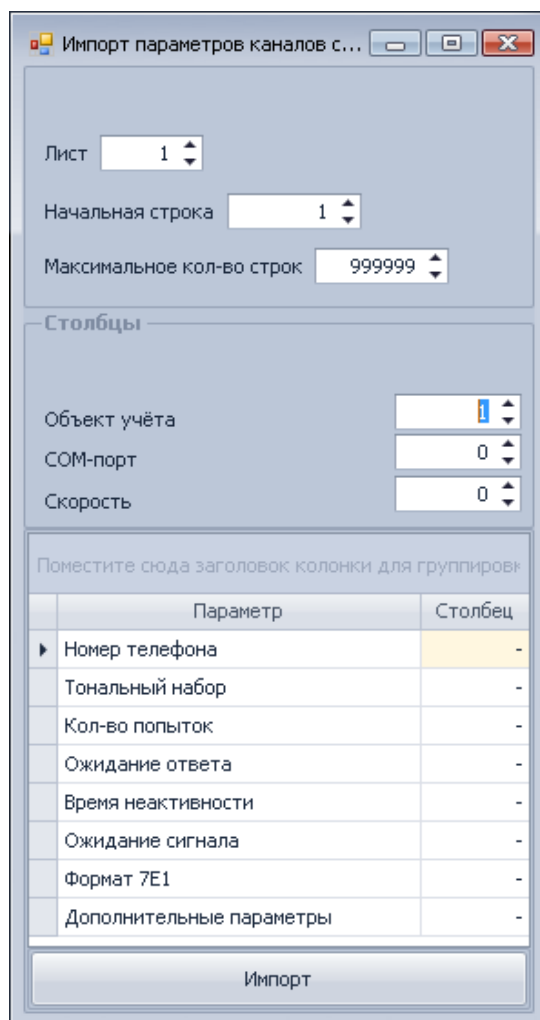 Импорт параметров каналов с...
Лист 1
Начальная строка 1
Максимальное кол-во строк 999999
Столбцы
Объект учёта 1
COM-порт 0
Скорость 0
Поместите сюда заголовок колонки для группировк
Параметр Столбец
Номер телефона -
Тональный набор -
Кол-во попыток -
Ожидание ответа -
Время неактивности -
Ожидание сигнала -
Формат 7E1 -
Дополнительные параметры -
Импорт